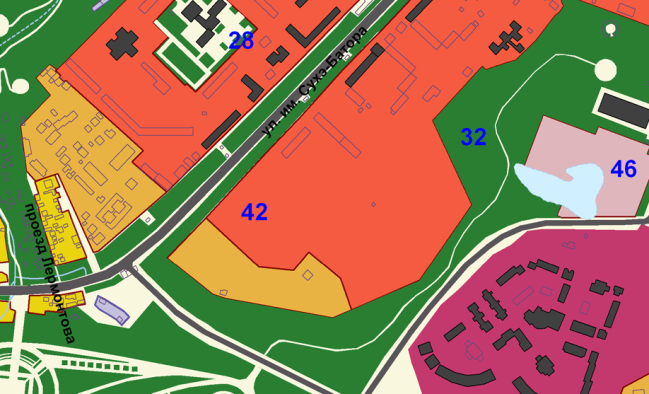 28
ул. им. Сухэ-Батора
32
46
42
проезд Лермонтова